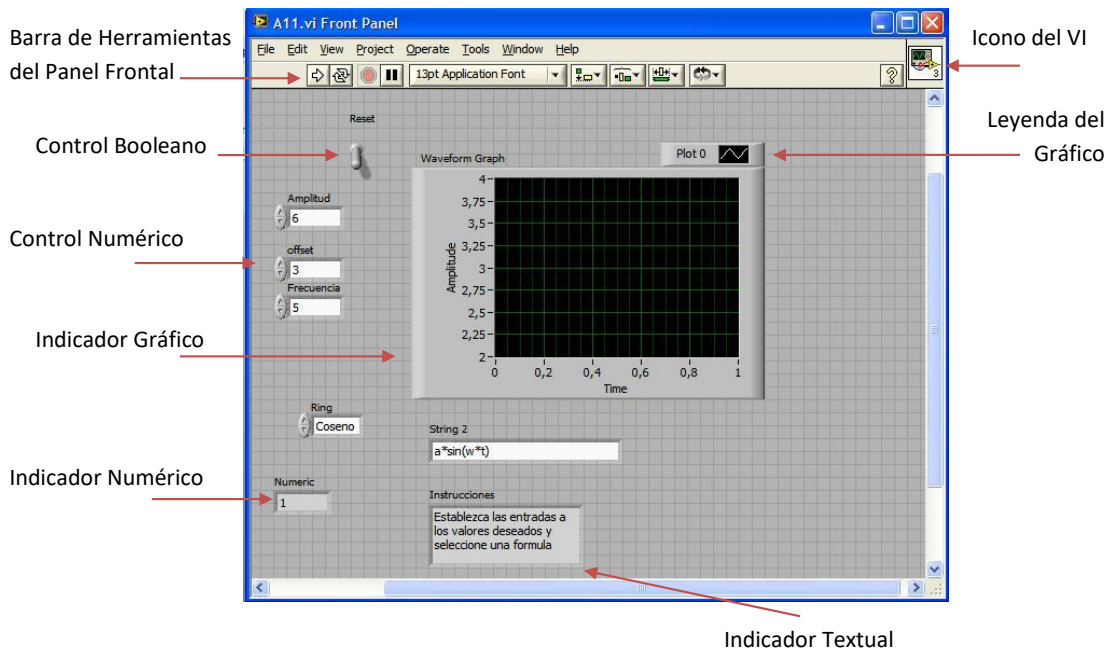 A11.vi Front Panel
File Edit View Project Operate Tools Window Help
13pt Application Font
3
Barra de Herramientas
del Panel Frontal
Icono del VI
Reset
Control Booleano
Leyenda del
Gráfico
Waveform Graph
Plot 0
Amplitud
6
Control Numérico
offset
3
Frecuencia
5
Indicador Gráfico
Amplitude
4
3,75
3,5
3,25
3
2,75
2,5
2,25
2
0 0,2 0,4 0,6 0,8 1
Time
Ring
Coseno
String 2
a*sin(w*t)
Indicador Numérico
Numeric
1
Instrucciones
Establezca las entradas a
los valores deseados y
seleccione una formula
Indicador Textual